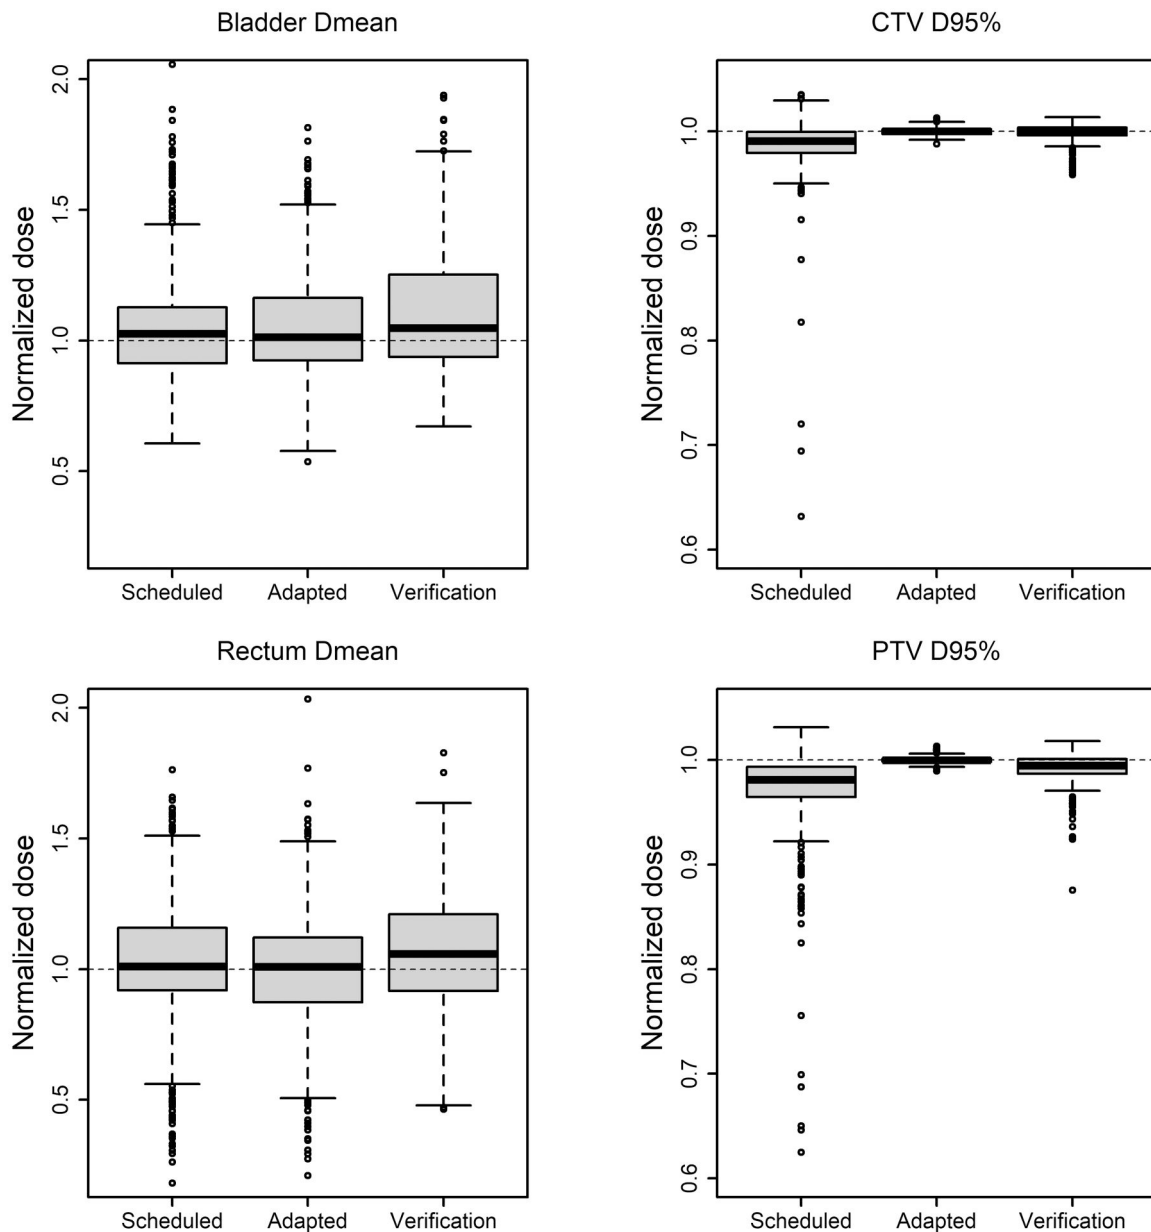 Bladder Dmean
Normalized dose
2.0
1.5
1.0
0.5
Scheduled Adapted Verification
CTV D95%
Normalized dose
1.0
0.9
0.8
0.7
0.6
Scheduled Adapted Verification
Rectum Dmean
Normalized dose
2.0
1.5
1.0
0.5
Scheduled Adapted Verification
PTV D95%
Normalized dose
1.0
0.9
0.8
0.7
0.6
Scheduled Adapted Verification